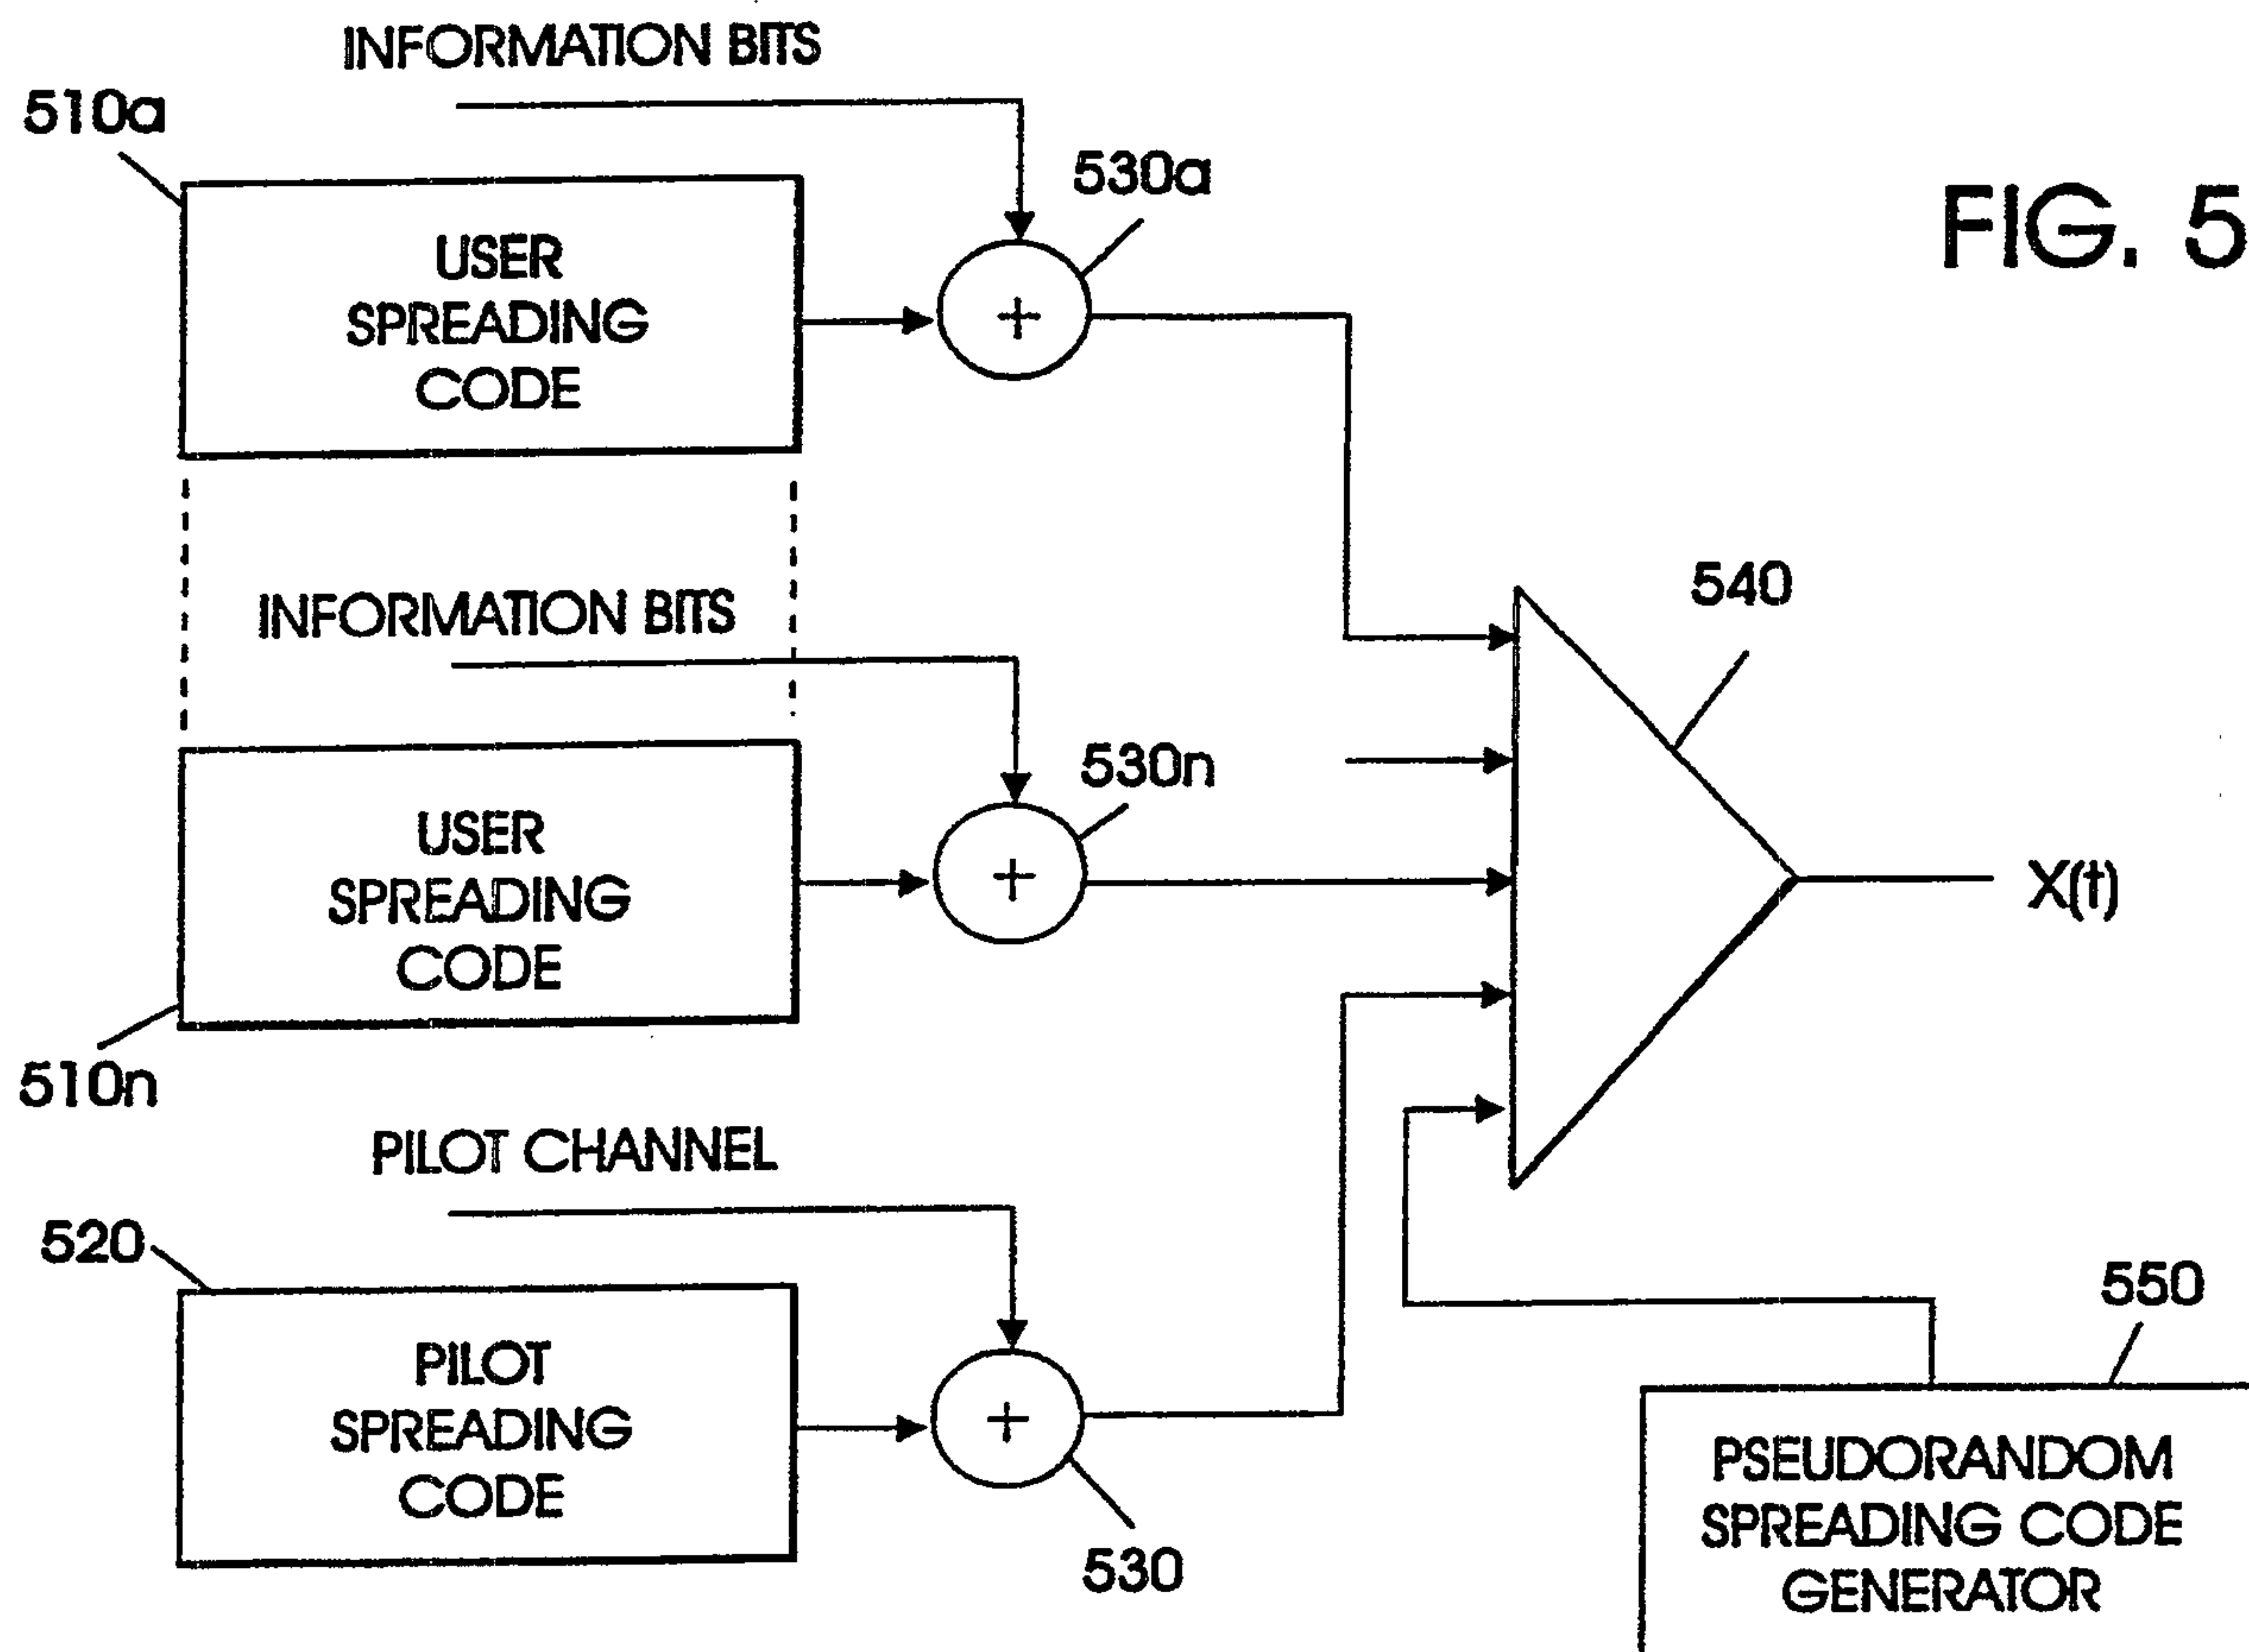 INFORMATION BITS
510a
530a
FIG. 5
USER
SPREADING
CODE
+
540
INFORMATION BITS
530n
USER
SPREADING
CODE
+
X(t)
510n
PILOT CHANNEL
520
550
PILOT
SPREADING
CODE
+
530
PSEUDORANDOM
SPREADING CODE
GENERATOR